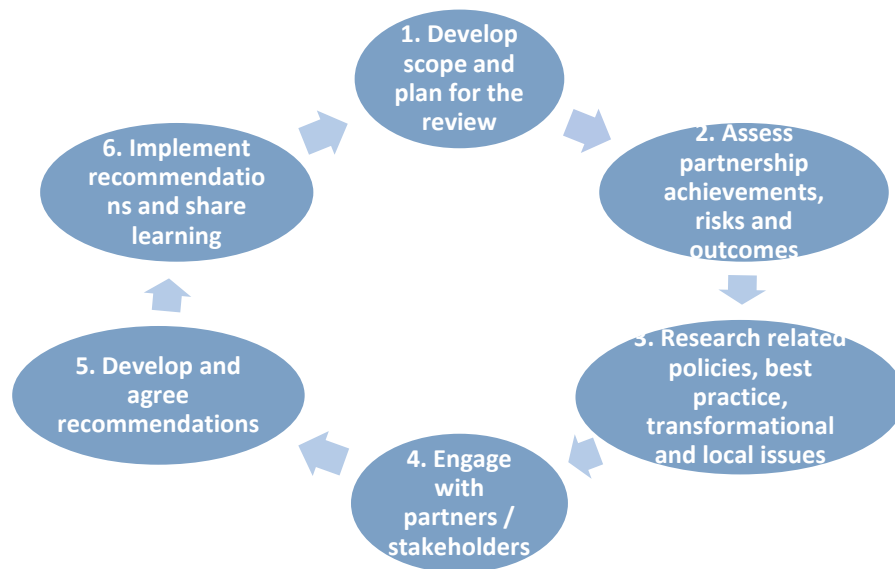 1. Develop
scope and
plan for the
review
2. Assess
partnership
achievements,
risks and
outcomes
3. Research related
policies, best
practice,
transformational
and local issues
4. Engage
with
partners /
stakeholders
5. Develop and
agree
recommendations
6. Implement
recommendatio
ns and share
learning